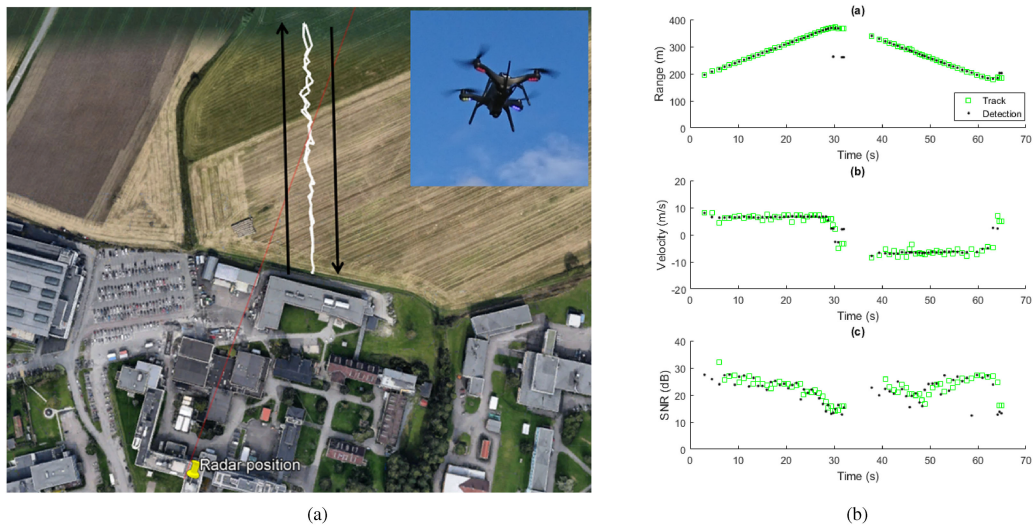 Radar position
(a)
(a)
400
300
200
100
0
Range (m)
Track
Detection
0 10 20 30 40 50 60 70
Time (s)
(b)
20
10
0
-10
-20
Velocity (m/s)
0 10 20 30 40 50 60 70
Time (s)
(c)
40
30
20
10
0
SNR (dB)
0 10 20 30 40 50 60 70
Time (s)
(b)